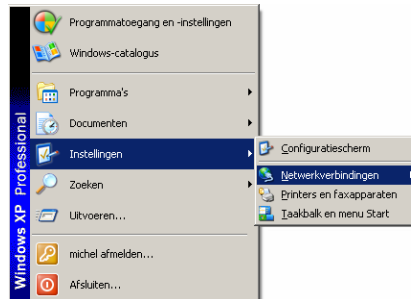 Programmatoegang en -instellingen
Windows-catalogus
Programma's
Documenten
Instellingen
Zoeken
Uitvoeren...
michel afmelden...
Afsluiten...
Windows XP Professional
Configuratiescherm
Netwerkverbindingen
Printers en faxapparaten
Taakbalk en menu Start